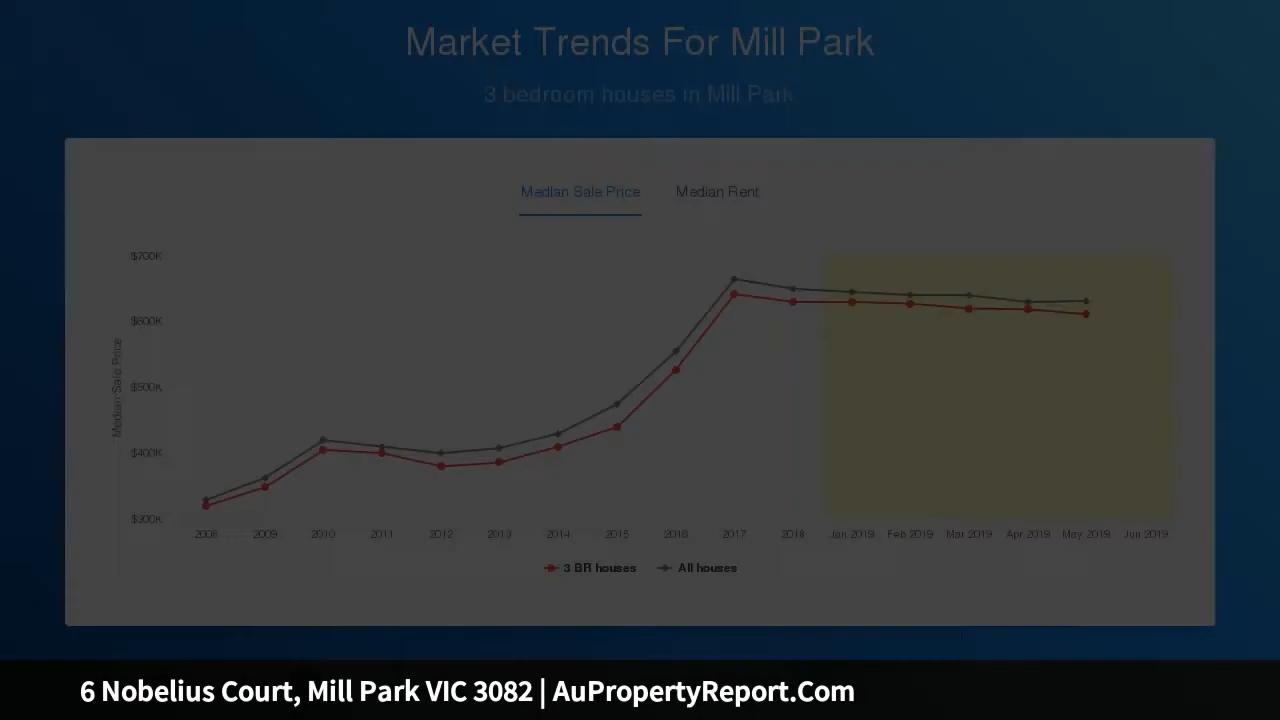 Market Trends For Mill Park
3 bedroom houses in Mill Park
Median Sale Price Median Rent
Median Sale Price
$700K
$600K
$500K
$400K
$300K
2008 2009 2010 2011 2012 2013 2014 2015 2016 2017 2018 Jan 2019 Feb 2019 Mar 2019 Apr 2019 May 2019 Jun 2019
3 BR houses All houses
6 Nobelius Court, Mill Park VIC 3082 | AuPropertyReport.Com